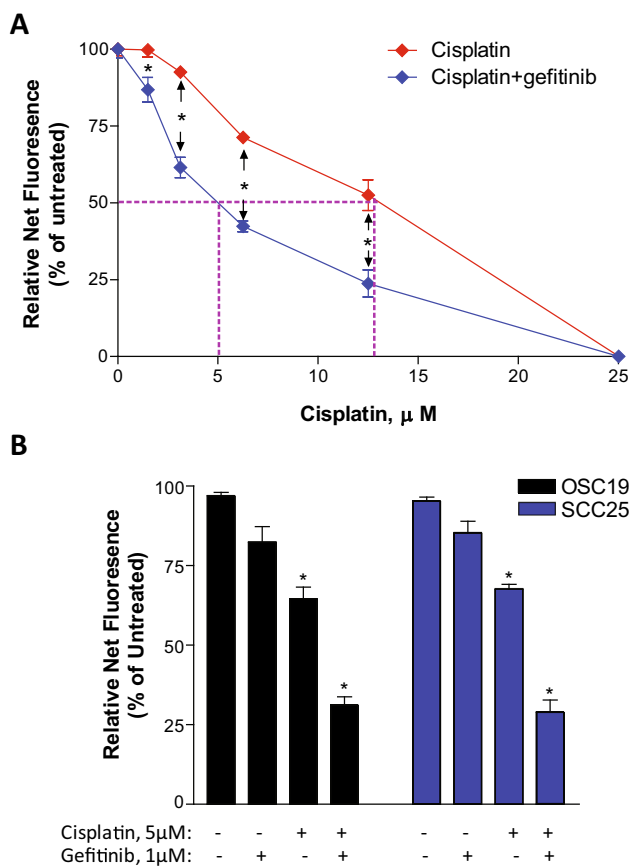 A
100
75
50
25
0
Relative Net Fluoresence
(% of untreated)
Cisplatin
Cisplatin+gefitinib
*
*
*
*
0 5 10 15 20 25
Cisplatin, μ M
B
100
75
50
25
0
Relative Net Fluoresence
(% of Untreated)
OSC19
SCC25
* * * *
Cisplatin, 5μM: - - + + - - + +
Gefitinib, 1μM: - + - + - + - +